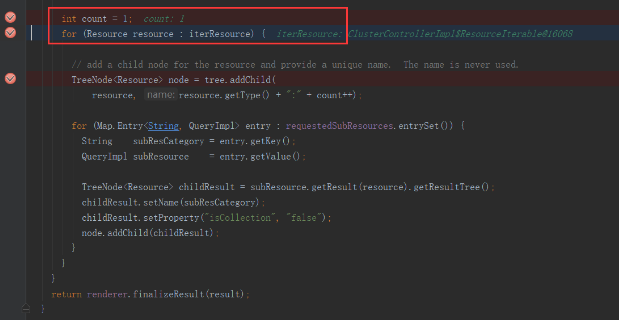 int count = 1;  count: 1
for (Resource resource : iterResource) {  iterResource: ClusterControllerImpl$ResourceIterable@16068
// add a child node for the resource and provide a unique name.  The name is never used.
TreeNode<Resource> node = tree.addChild(
resource, name: resource.getType() + ":" + count++);
for (Map.Entry<String, QueryImpl> entry : requestedSubResources.entrySet()) {
String    subResCategory = entry.getKey();
QueryImpl subResource    = entry.getValue();
TreeNode<Resource> childResult = subResource.getResult(resource).getResultTree();
childResult.setName(subResCategory);
childResult.setProperty("isCollection", "false");
node.addChild(childResult);
}
}
}
return renderer.finalizeResult(result);
}